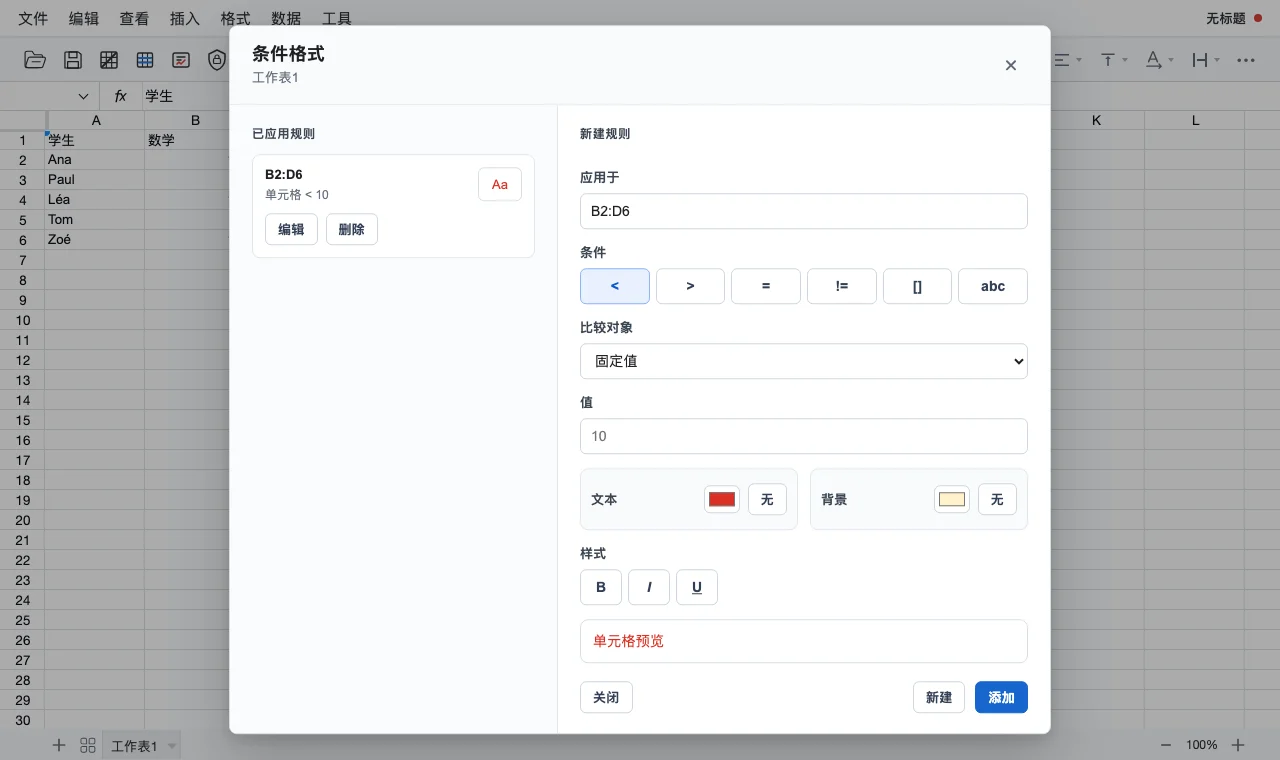 文件 编辑 查看 插入 格式 数据 工具 无标题
条件格式
工作表1
fx 学生
A B K L
已应用规则
B2:D6
单元格 < 10
Aa
编辑 删除
新建规则
应用于
B2:D6
条件
< > = != [] abc
比较对象
固定值
值
10
文本 无 背景 无
样式
B I U
单元格预览
关闭 新建 添加
1 学生 数学
2 Ana
3 Paul
4 Léa
5 Tom
6 Zoé
7
8
9
10
11
12
13
14
15
16
17
18
19
20
21
22
23
24
25
26
27
28
29
30
工作表1 100%